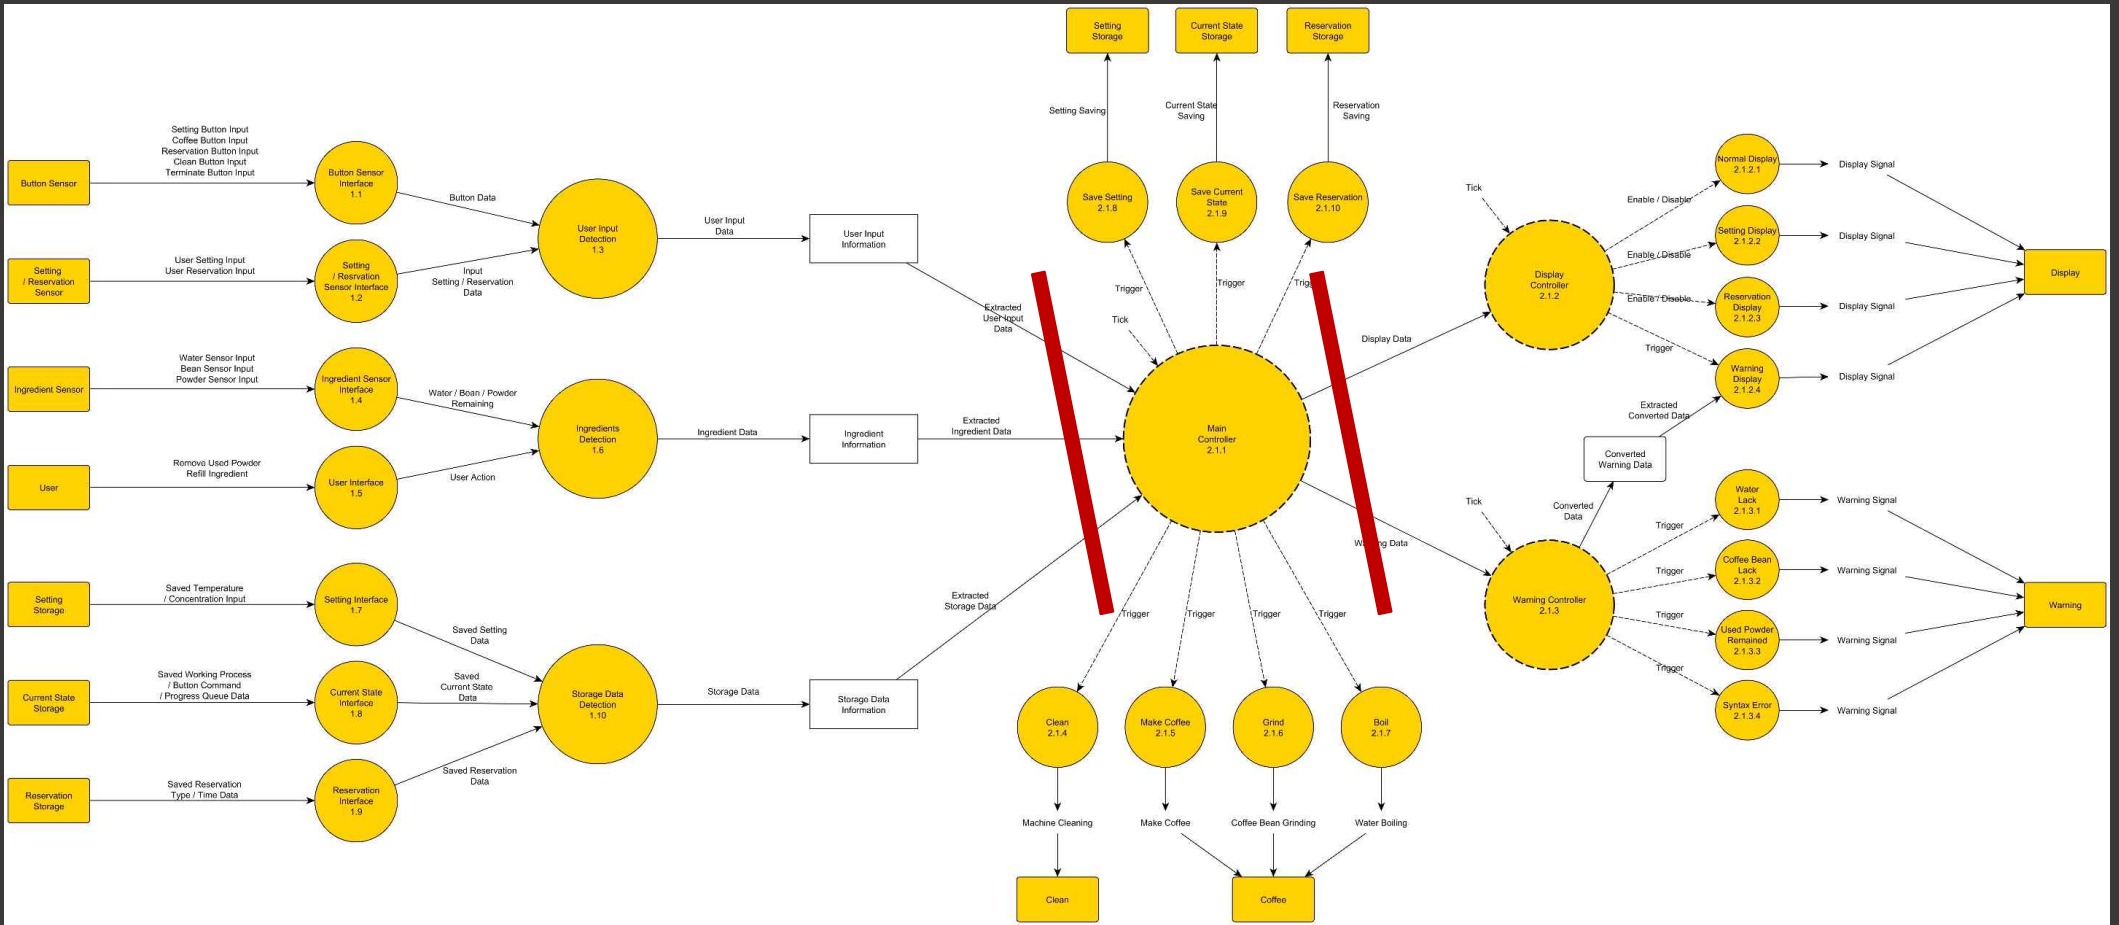 Setting
Storage
Current State
Storage
Reservation
Storage
Setting Saving
Current State
Saving
Reservation
Saving
Save Setting
2.1.8
Save Current
State
2.1.9
Save Reservation
2.1.10
Trigger
Trigger
Tick
Button Sensor
Setting Button Input
Coffee Button Input
Reservation Button Input
Clean Button Input
Terminate Button Input
Button Sensor
Interface
1.1
Button Data
Setting
/ Reservation
Sensor
User Setting Input
User Reservation Input
Setting
/ Resrvation
Sensor Interface
1.2
Input
Setting / Reservation
Data
User Input
Detection
1.3
User Input
Data
User Input
Information
Extracted
User Input
Data
Ingredient Sensor
Water Sensor Input
Bean Sensor Input
Powder Sensor Input
Ingredient Sensor
Interface
1.4
Water / Bean / Powder
Remaining
User
Remove Used Powder
Refill Ingredient
User Interface
1.5
User Action
Ingredients
Detection
1.6
Ingredient Data
Ingredient
Information
Extracted
Ingredient Data
Setting
Storage
Saved Temperature
/ Concentration Input
Setting Interface
1.7
Saved Setting
Data
Current State
Storage
Saved Working Process
/ Button Command
/ Progress Queue Data
Current State
Interface
1.8
Saved
Current State
Data
Reservation
Storage
Saved Reservation
Type / Time Data
Reservation
Interface
1.9
Saved Reservation
Data
Storage Data
Detection
1.10
Storage Data
Storage Data
Information
Extracted
Storage Data
Main
Controller
2.1.1
Trigger
Trigger
Trigger
Trigger
Clean
2.1.4
Make Coffee
2.1.5
Grind
2.1.6
Boil
2.1.7
Machine Cleaning
Make Coffee
Coffee Bean Grinding
Water Boiling
Clean
Coffee
Display Data
Data
Tick
Display
Controller
2.1.2
Enable / Disable
Enable / Disable
Enable / Disable
Trigger
Normal Display
2.1.2.1
Setting Display
2.1.2.2
Reservation
Display
2.1.2.3
Warning
Display
2.1.2.4
Display Signal
Display Signal
Display Signal
Display Signal
Display
Extracted
Converted Data
Converted
Warning Data
Converted
Data
Tick
Warning Controller
2.1.3
Trigger
Trigger
Trigger
Trigger
Water
Lack
2.1.3.1
Coffee Bean
Lack
2.1.3.2
Used Powder
Remained
2.1.3.3
Syntax Error
2.1.3.4
Warning Signal
Warning Signal
Warning Signal
Warning Signal
Warning